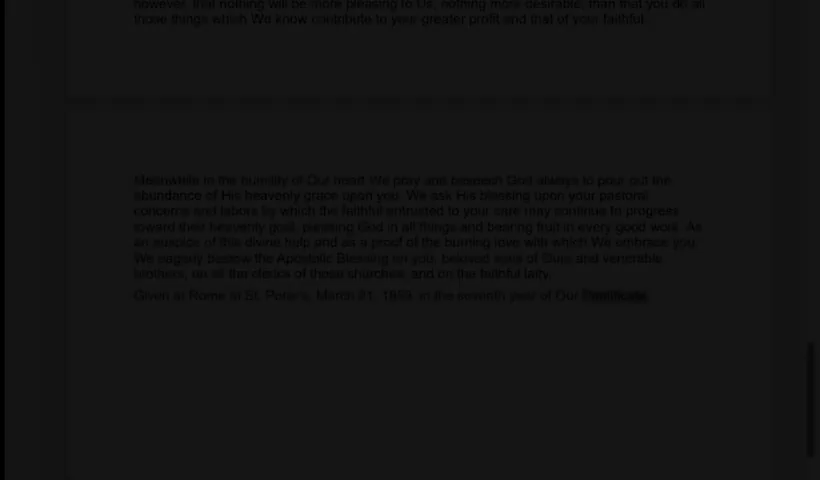 however, that nothing will be more pleasing to Us, nothing more desirable, than that you do all
those things which We know contribute to your greater profit and that of your faithful.
Meanwhile in the humility of Our heart We pray and beseech God always to pour out the
abundance of His heavenly grace upon you. We ask His blessing upon your pastoral
concerns and labors by which the faithful entrusted to your care may continue to progress
toward their heavenly goal, pleasing God in all things and bearing fruit in every good work. As
an auspice of this divine help and as a proof of the burning love with which We embrace you,
We eagerly bestow the Apostolic Blessing on you, beloved sons of Ours and venerable
brothers, on all the clerics of those churches, and on the faithful laity.
Given at Rome at St. Peter's, March 21, in the seventh year of Our Pontificate.